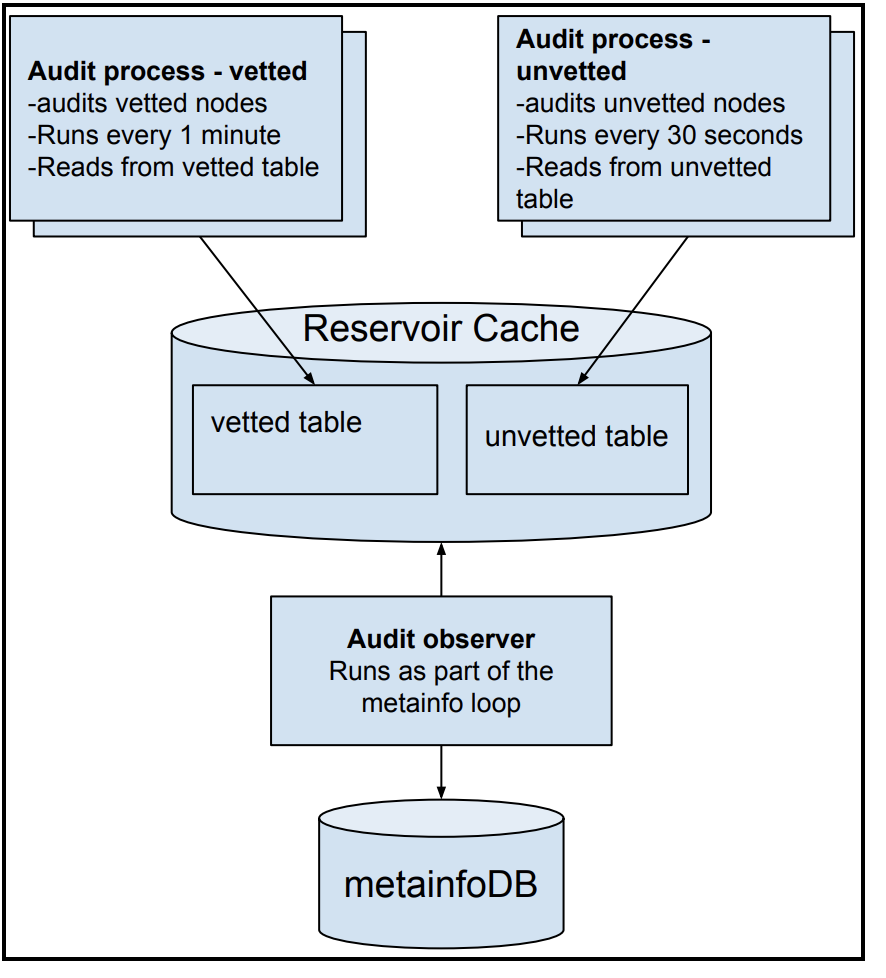 Audit process - vetted
-audits vetted nodes
-Runs every 1 minute
-Reads from vetted table
Audit process -
unvetted
-audits unvetted nodes
-Runs every 30 seconds
-Reads from unvetted
table
Reservoir Cache
vetted table
unvetted table
Audit observer
Runs as part of the
metainfo loop
metainfoDB